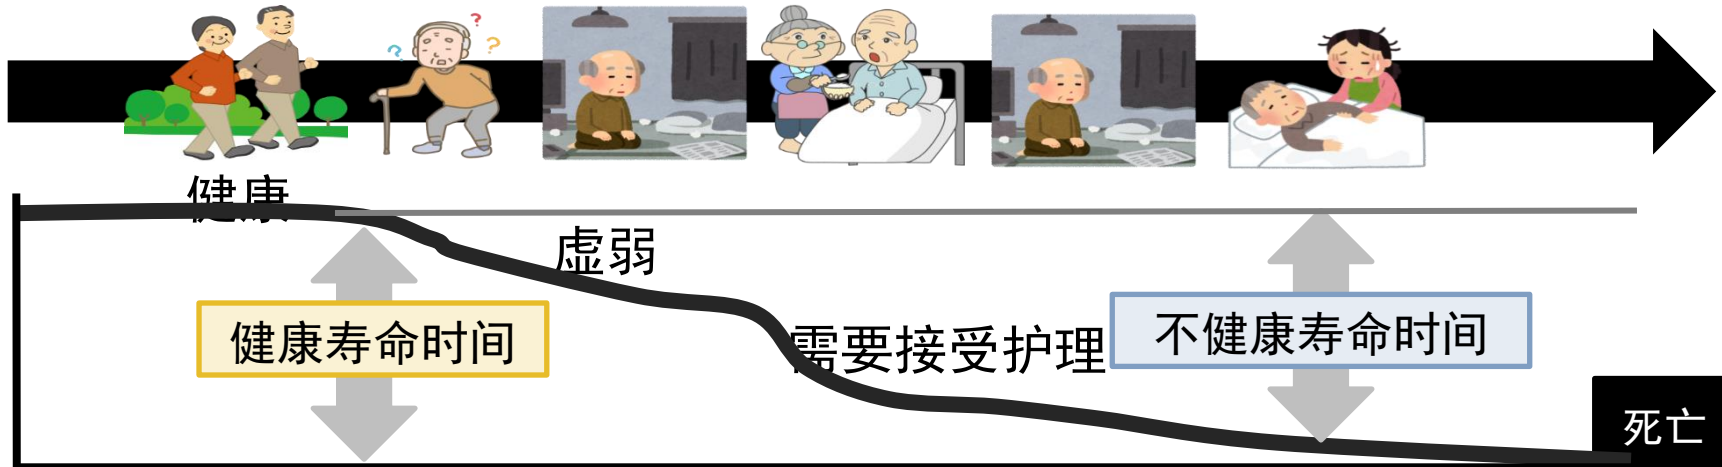 健康
虚弱
健康寿命时间
需要接受护理
不健康寿命时间
死亡